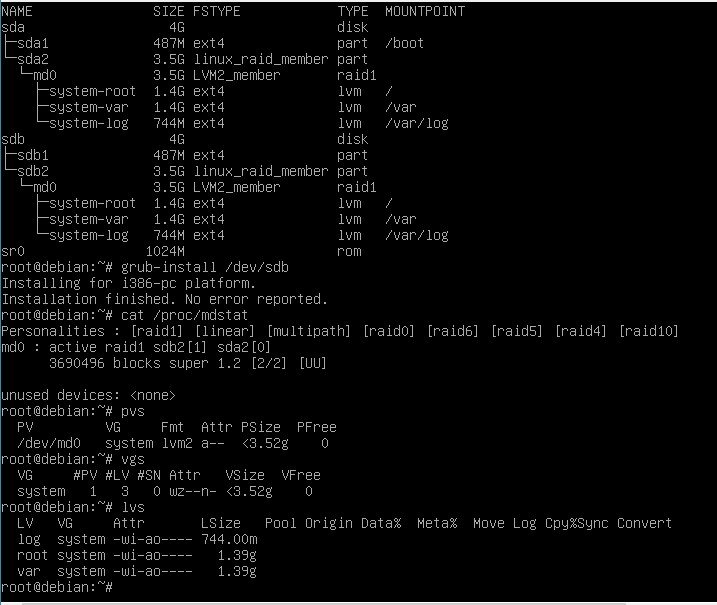 NAME                SIZE FSTYPE            TYPE  MOUNTPOINT
sda                   4G                   disk
├─sda1              487M ext4              part  /boot
└─sda2              3.5G linux_raid_member part
  └─md0             3.5G LVM2_member       raid1
    ├─system-root   1.4G ext4              lvm   /
    ├─system-var    1.4G ext4              lvm   /var
    └─system-log    744M ext4              lvm   /var/log
sdb                   4G                   disk
├─sdb1              487M ext4              part
└─sdb2              3.5G linux_raid_member part
  └─md0             3.5G LVM2_member       raid1
    ├─system-root   1.4G ext4              lvm   /
    ├─system-var    1.4G ext4              lvm   /var
    └─system-log    744M ext4              lvm   /var/log
sr0                1024M                   rom
root@debian:~# grub-install /dev/sdb
Installing for i386-pc platform.
Installation finished. No error reported.
root@debian:~# cat /proc/mdstat
Personalities : [raid1] [linear] [multipath] [raid0] [raid6] [raid5] [raid4] [raid10]
md0 : active raid1 sdb2[1] sda2[0]
      3690496 blocks super 1.2 [2/2] [UU]
unused devices: <none>
root@debian:~# pvs
  PV         VG     Fmt  Attr PSize  PFree
  /dev/md0   system lvm2 a--  <3.52g    0
root@debian:~# vgs
  VG     #PV #LV #SN Attr   VSize  VFree
  system   1   3   0 wz--n- <3.52g    0
root@debian:~# lvs
  LV   VG     Attr       LSize   Pool Origin Data%  Meta%  Move Log Cpy%Sync Convert
  log  system -wi-ao---- 744.00m
  root system -wi-ao----   1.39g
  var  system -wi-ao----   1.39g
root@debian:~#